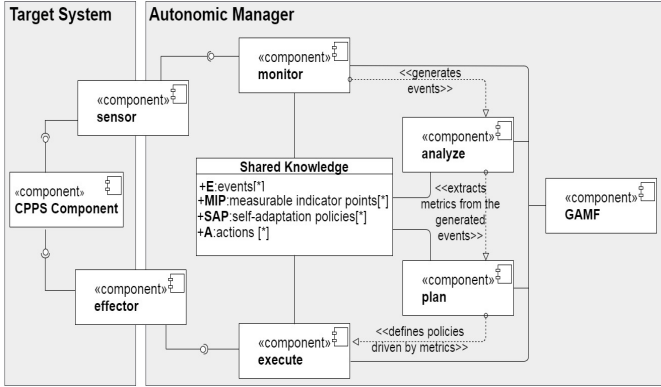 Target System
Autonomic Manager
«component»
monitor
<<generates
events>>
«component»
sensor
«component»
analyze
Shared Knowledge
+E:events[*]
+MIP:measurable indicator points[*]
+SAP:self-adaptation policies[*]
+A:actions [*]
<<extracts
metrics from the
generated
events>>
«component»
CPPS Component
«component»
GAMF
«component»
effector
«component»
plan
<<defines policies
driven by metrics>>
«component»
execute